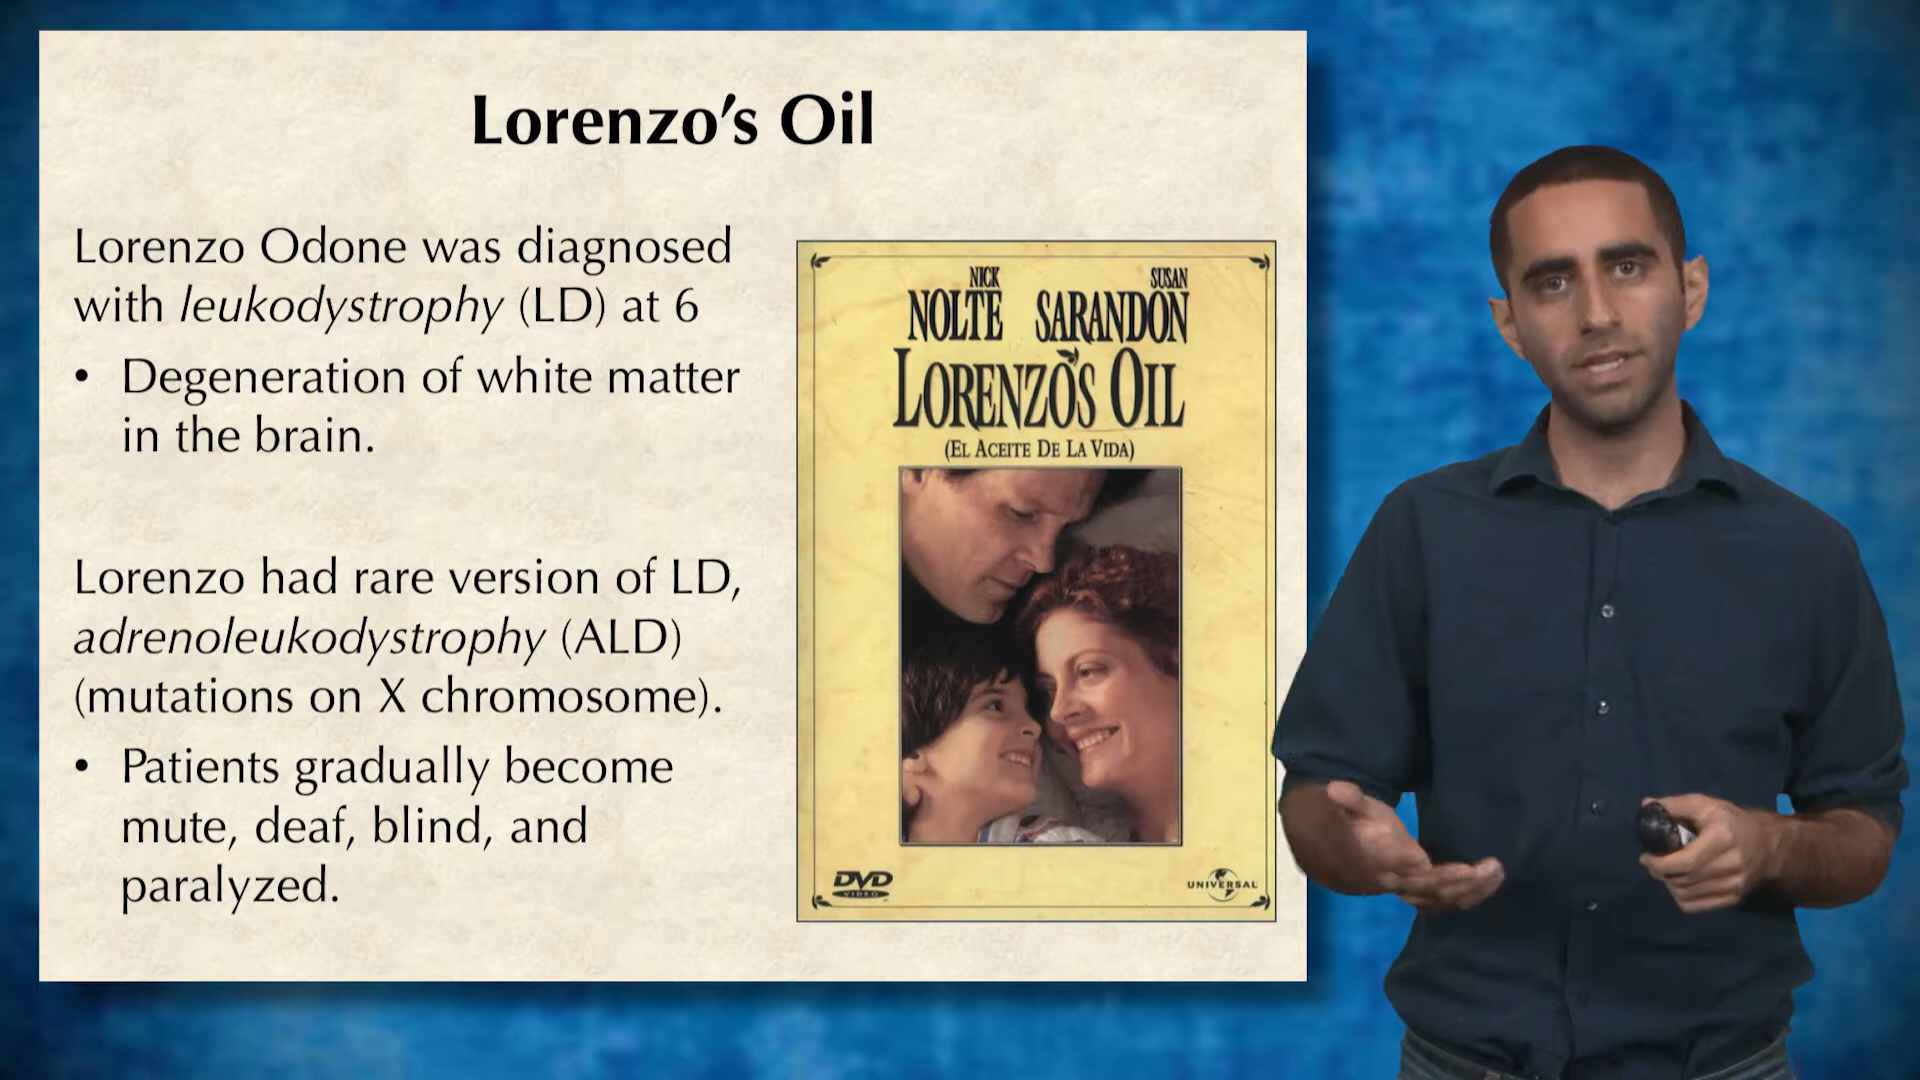 Lorenzo’s Oil
Lorenzo Odone was diagnosed
with leukodystrophy (LD) at 6
• Degeneration of white matter
in the brain.
Lorenzo had rare version of LD,
adrenoleukodystrophy (ALD)
(mutations on X chromosome).
• Patients gradually become
mute, deaf, blind, and
paralyzed.
NICK SUSAN
NOLTE SARANDON
LORENZO'S OIL
(EL ACEITE DE LA VIDA)
DVD
VIDEO
UNIVERSAL